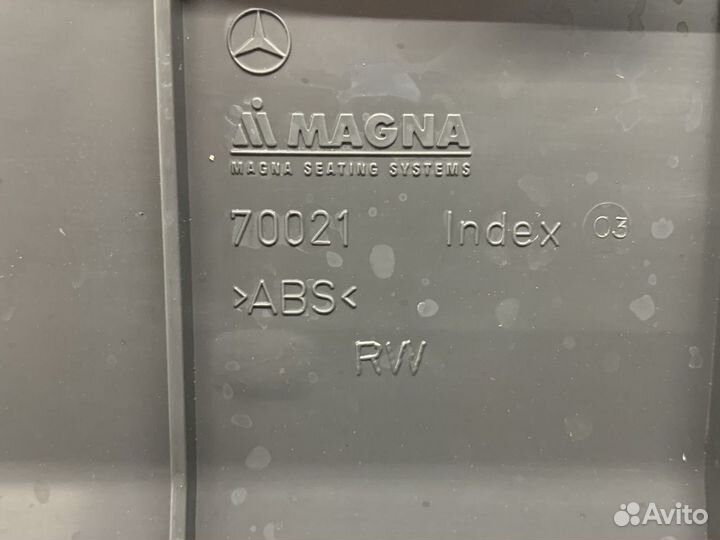 MAGNA
MAGNA SEATING SYSTEMS
70021 Index 03
>ABS<
RW
Avito